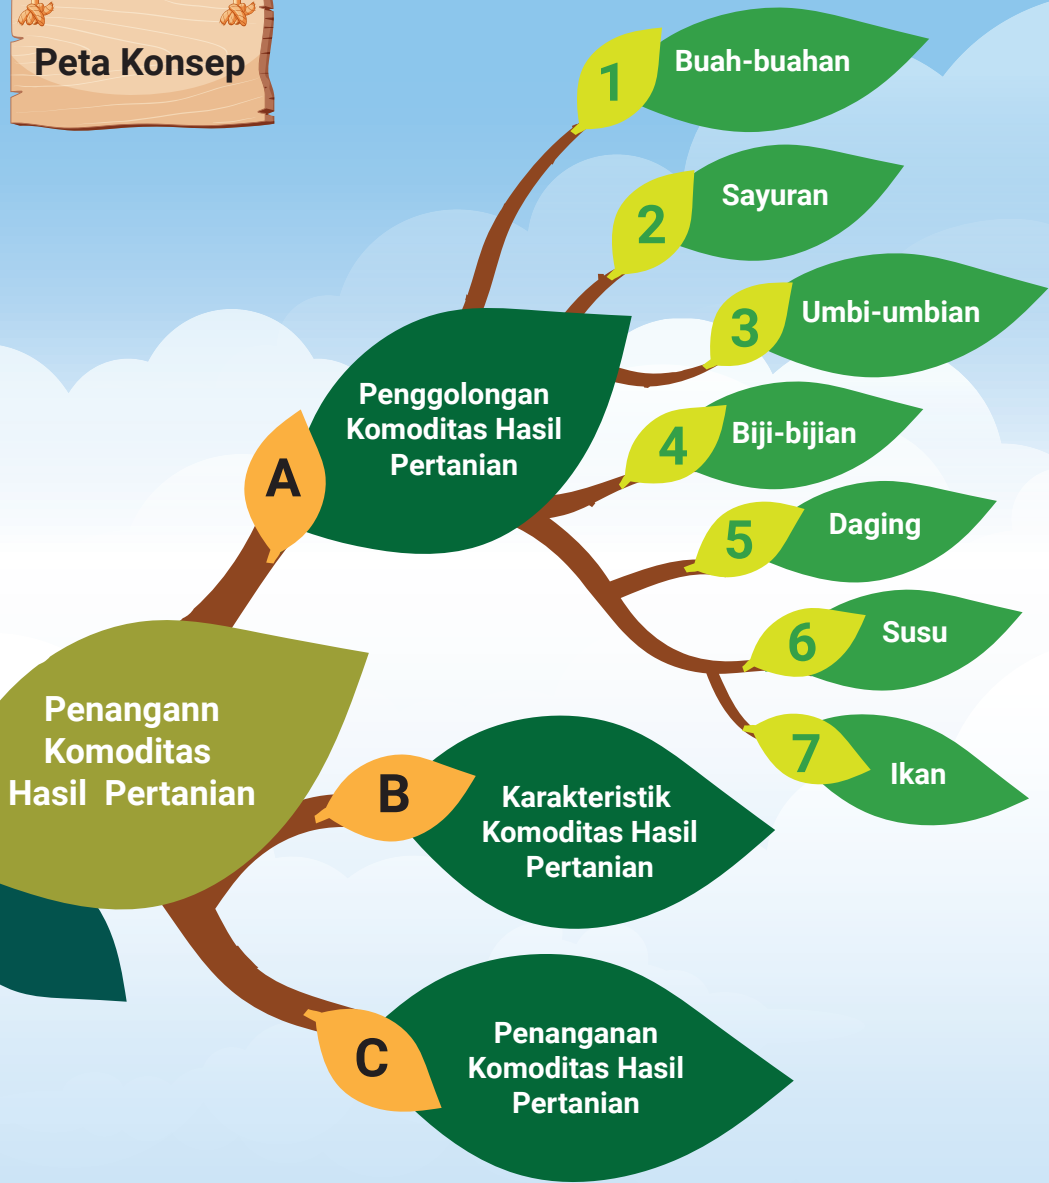 Peta Konsep
1
Buah-buahan
2
Sayuran
3
Umbi-umbian
Penggolongan
Komoditas Hasil
Pertanian
4
Biji-bijian
A
5
Daging
6
Susu
7
Ikan
Penangann
Komoditas
Hasil Pertanian
B
Karakteristik
Komoditas Hasil
Pertanian
C
Penanganan
Komoditas Hasil
Pertanian